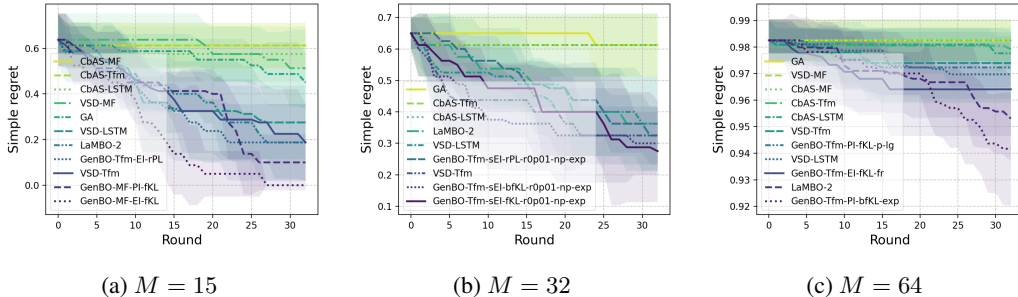 0.6
0.4
0.2
0.0
Simple regret
CbAS-MF
CbAS-Tfm
CbAS-LSTM
VSD-MF
GA
VSD-LSTM
LaMBO-2
GenBO-Tfm-EI-rPL
VSD-Tfm
GenBO-MF-PI-fKL
GenBO-MF-EI-fKL
0 5 10 15 20 25 30
Round
(a) M = 15
0.7
0.6
0.5
0.4
0.3
0.2
0.1
Simple regret
GA
CbAS-Tfm
CbAS-LSTM
LaMBO-2
VSD-LSTM
GenBO-Tfm-sEI-rPL-r0p01-np-exp
VSD-Tfm
GenBO-Tfm-sEI-bfKL-r0p01-np-exp
GenBO-Tfm-sEI-fKL-r0p01-np-exp
0 5 10 15 20 25 30
Round
(b) M = 32
0.99
0.98
0.97
0.96
0.95
0.94
0.93
0.92
Simple regret
GA
VSD-MF
CbAS-Tfm
CbAS-LSTM
VSD-Tfm
GenBO-Tfm-PI-fKL-p-lg
VSD-LSTM
GenBO-Tfm-EI-fKL-fr
LaMBO-2
GenBO-Tfm-PI-bfKL-exp
0 5 10 15 20 25 30
Round
(c) M = 64